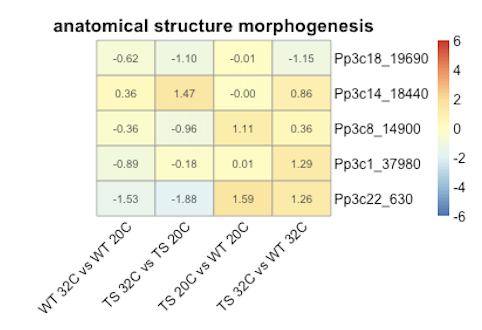 anatomical structure morphogenesis
-0.62 -1.10 -0.01 -1.15 Pp3c18_19690
0.36 1.47 -0.00 0.86 Pp3c14_18440
-0.36 -0.96 1.11 0.36 Pp3c8_14900
-0.89 -0.18 0.01 1.29 Pp3c1_37980
-1.53 -1.88 1.59 1.26 Pp3c22_630
WT 32C vs WT 20C
TS 32C vs TS 20C
TS 20C vs WT 20C
TS 32C vs WT 32C
6
4
2
0
-2
-4
-6